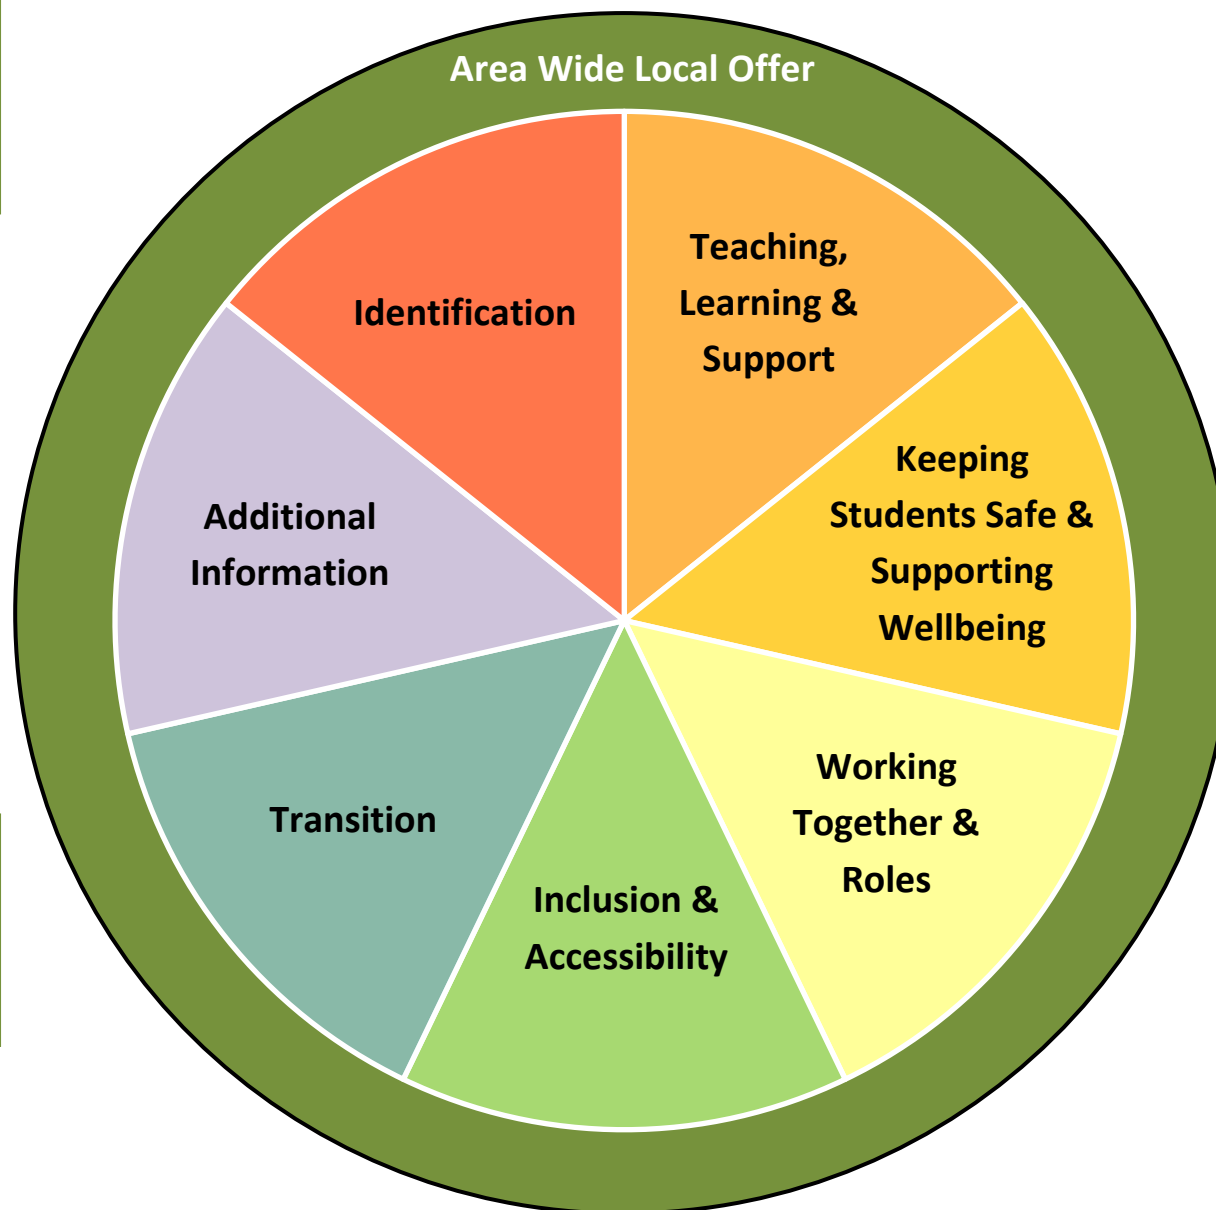 Area Wide Local Offer
Identification
Teaching,
Learning &
Support
Keeping
Students Safe &
Supporting
Wellbeing
Working
Together &
Roles
Inclusion &
Accessibility
Transition
Additional
Information